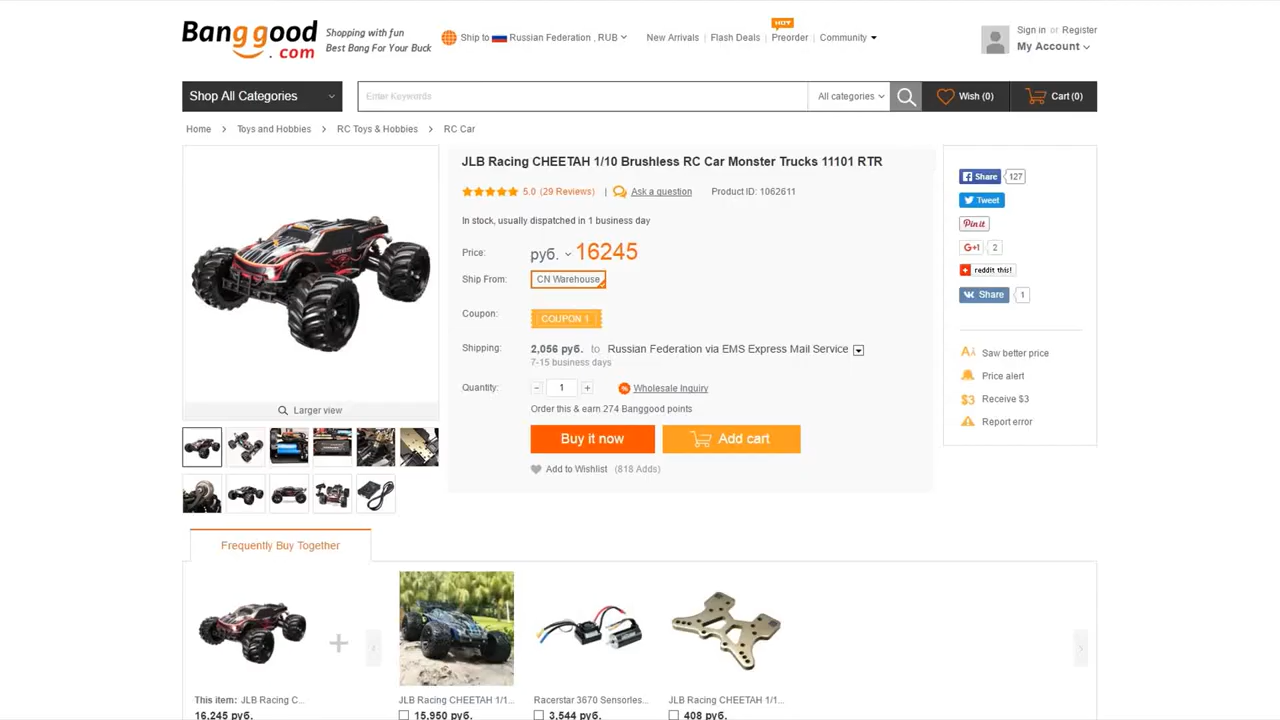 Banggood
.com
Shopping with fun
Best Bang For Your Buck
Ship to Russian Federation , RUB
New Arrivals | Flash Deals | Preorder | Community
HOT
Sign in or Register
My Account
Shop All Categories
Enter Keywords
All categories
Wish (0)
Cart (0)
Home > Toys and Hobbies > RC Toys & Hobbies > RC Car
JLB Racing CHEETAH 1/10 Brushless RC Car Monster Trucks 11101 RTR
5.0 (29 Reviews) | Ask a question Product ID: 1062611
In stock, usually dispatched in 1 business day
Price: руб. 16245
Ship From: CN Warehouse
Coupon: COUPON 1
Shipping: 2,056 руб. to Russian Federation via EMS Express Mail Service
7-15 business days
Quantity: − 1 + Wholesale Inquiry
Order this & earn 274 Banggood points
Buy it now
Add cart
Add to Wishlist (818 Adds)
Larger view
Share 127
Tweet
Pin it
G+1 2
reddit this!
Share 1
Saw better price
Price alert
$3 Receive $3
Report error
Frequently Buy Together
+
This item: JLB Racing C...
16,245 руб.
JLB Racing CHEETAH 1/1...
15,950 руб.
Racerstar 3670 Sensorles...
3,544 руб.
JLB Racing CHEETAH 1/1...
408 руб.